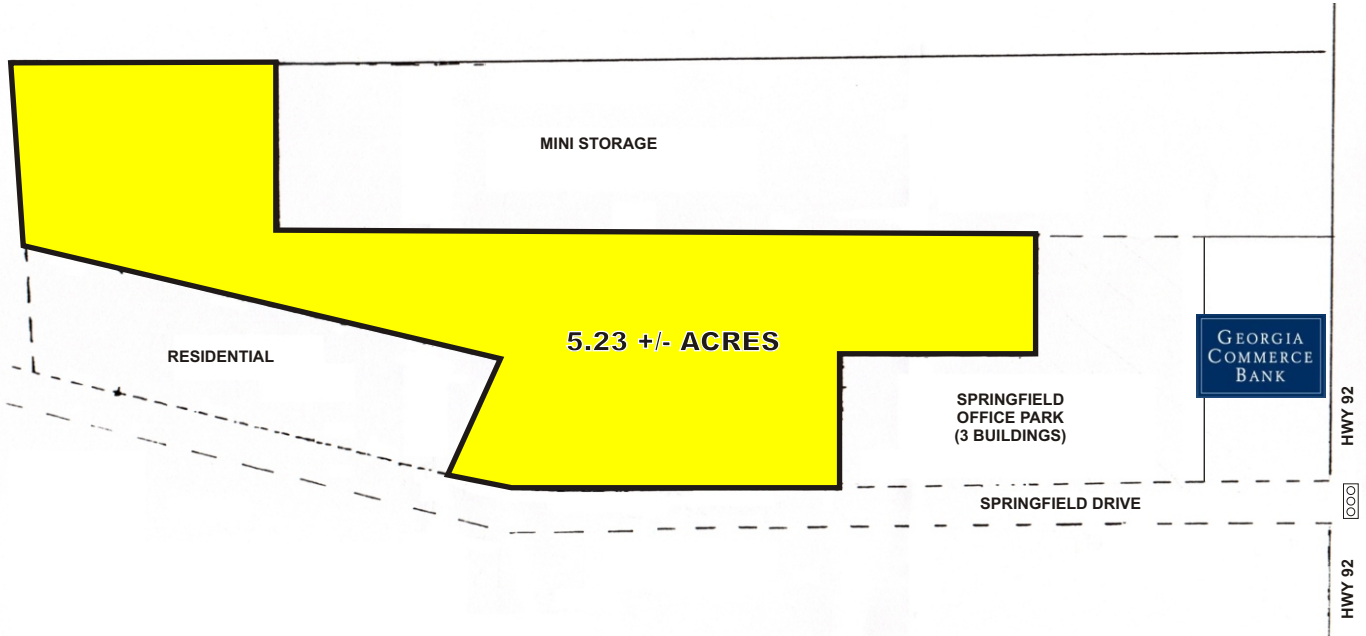 MINI STORAGE
5.23 +/- ACRES
RESIDENTIAL
GEORGIA
COMMERCE
BANK
SPRINGFIELD
OFFICE PARK
(3 BUILDINGS)
HWY 92
SPRINGFIELD DRIVE
HWY 92